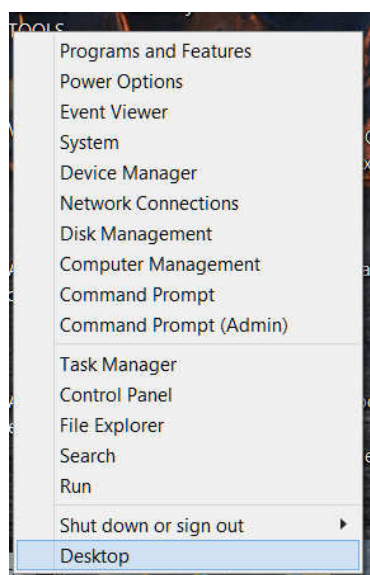 TOOLS
Programs and Features
Power Options
Event Viewer
System
Device Manager
Network Connections
Disk Management
Computer Management
Command Prompt
Command Prompt (Admin)
Task Manager
Control Panel
File Explorer
Search
Run
Shut down or sign out
Desktop